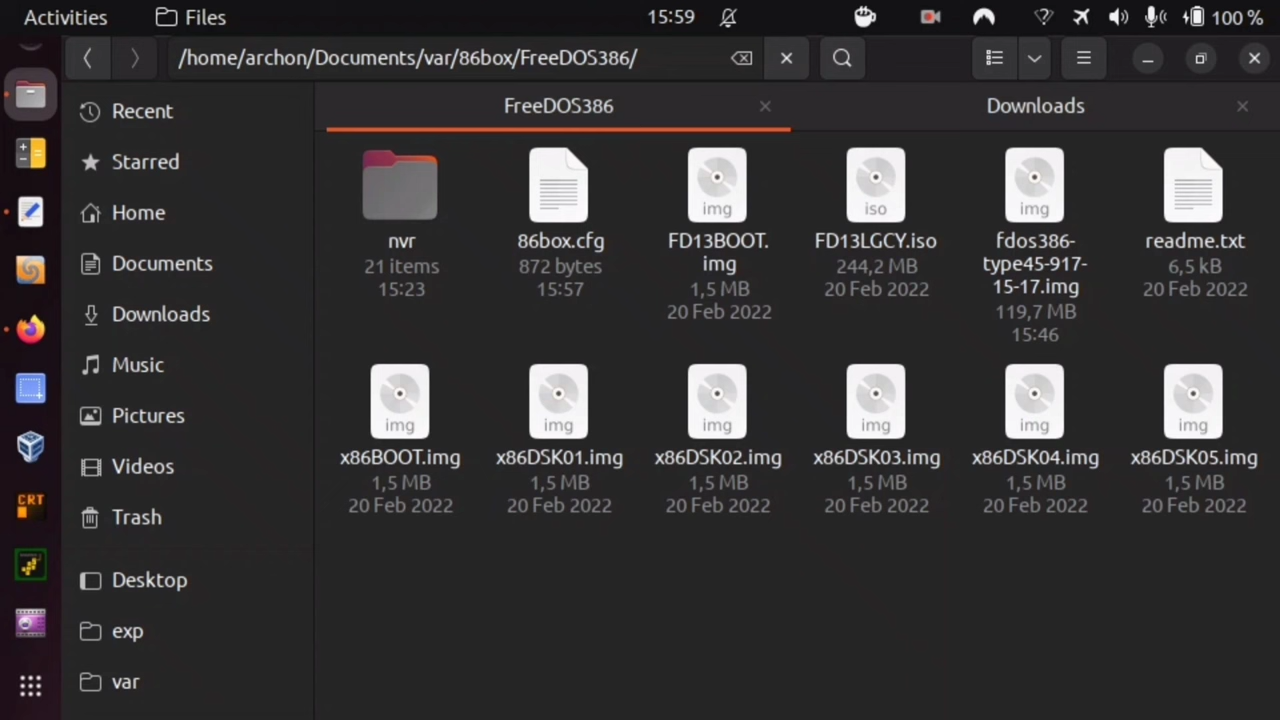 Activities Files 15:59 100 %
/home/archon/Documents/var/86box/FreeDOS386/
FreeDOS386 Downloads
Recent
Starred
Home
Documents
Downloads
Music
Pictures
Videos
Trash
Desktop
exp
var
CRT
nvr
21 items
15:23
86box.cfg
872 bytes
15:57
img
FD13BOOT.
img
1,5 MB
20 Feb 2022
iso
FD13LGCY.iso
244,2 MB
20 Feb 2022
img
fdos386-
type45-917-
15-17.img
119,7 MB
15:46
readme.txt
6,5 kB
20 Feb 2022
img
x86BOOT.img
1,5 MB
20 Feb 2022
img
x86DSK01.img
1,5 MB
20 Feb 2022
img
x86DSK02.img
1,5 MB
20 Feb 2022
img
x86DSK03.img
1,5 MB
20 Feb 2022
img
x86DSK04.img
1,5 MB
20 Feb 2022
img
x86DSK05.img
1,5 MB
20 Feb 2022